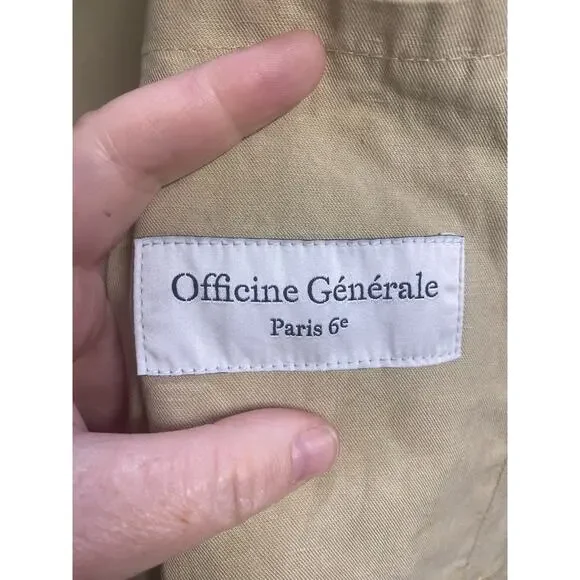 Officine Générale
Paris 6ᵉ